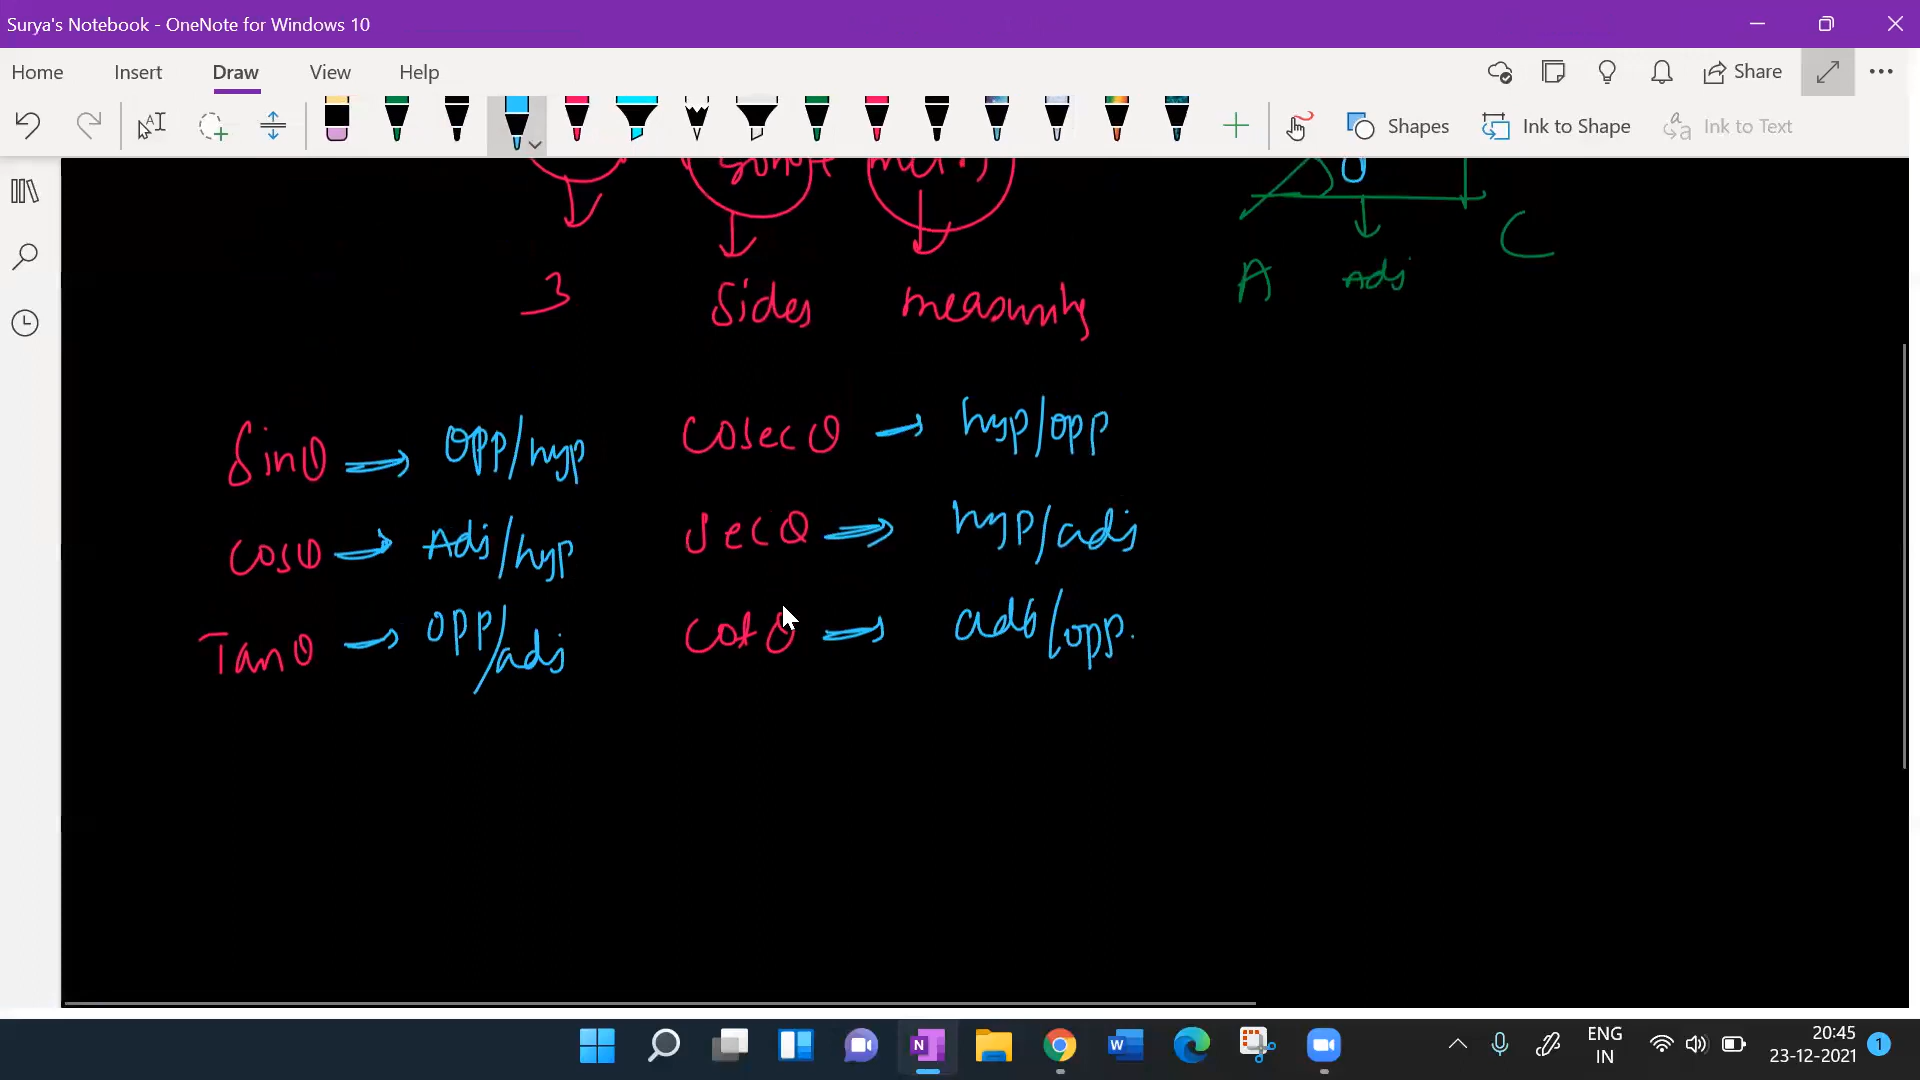 Surya's Notebook - OneNote for Windows 10
Home Insert Draw View Help Share
Shapes Ink to Shape Ink to Text
A Adj C
3 Sides measuring
Sinθ → opp/hyp cosecθ → hyp/opp
cosθ → Adj/hyp secθ → hyp/adj
Tanθ → opp/adj cotθ → adj/opp.
ENG
IN
20:45
23-12-2021
1